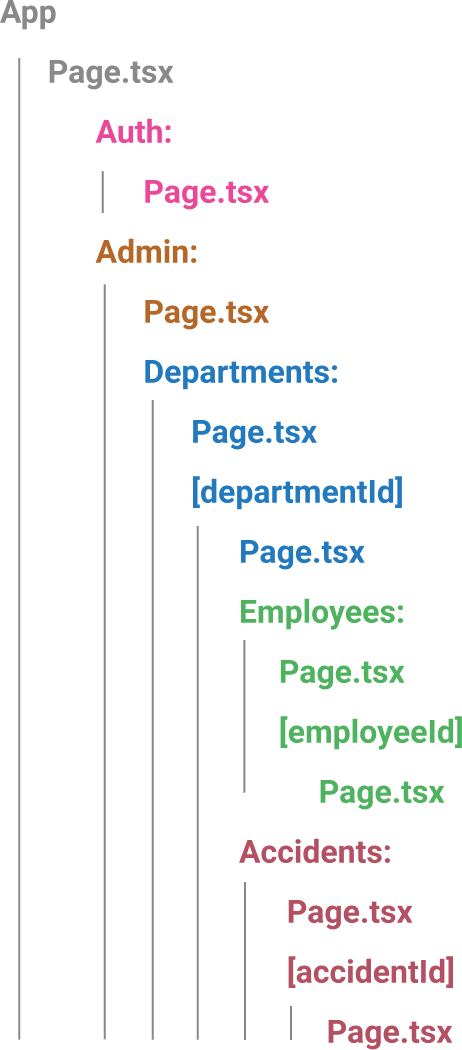 App
Page.tsx
Auth:
Page.tsx
Admin:
Page.tsx
Departments:
Page.tsx
[departmentId]
Page.tsx
Employees:
Page.tsx
[employeeId]
Page.tsx
Accidents:
Page.tsx
[accidentId]
Page.tsx